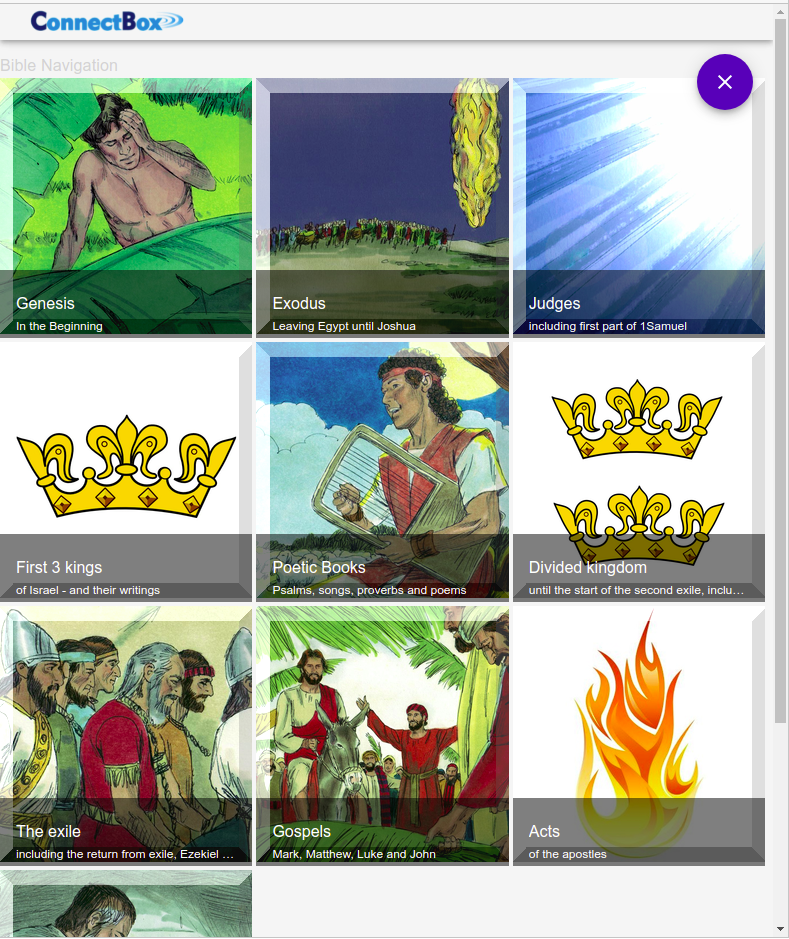 ConnectBox
Bible Navigation
Genesis
In the Beginning
Exodus
Leaving Egypt until Joshua
Judges
including first part of 1Samuel
First 3 kings
of Israel - and their writings
Poetic Books
Psalms, songs, proverbs and poems
Divided kingdom
until the start of the second exile, inclu…
The exile
including the return from exile, Ezekiel …
Gospels
Mark, Matthew, Luke and John
Acts
of the apostles